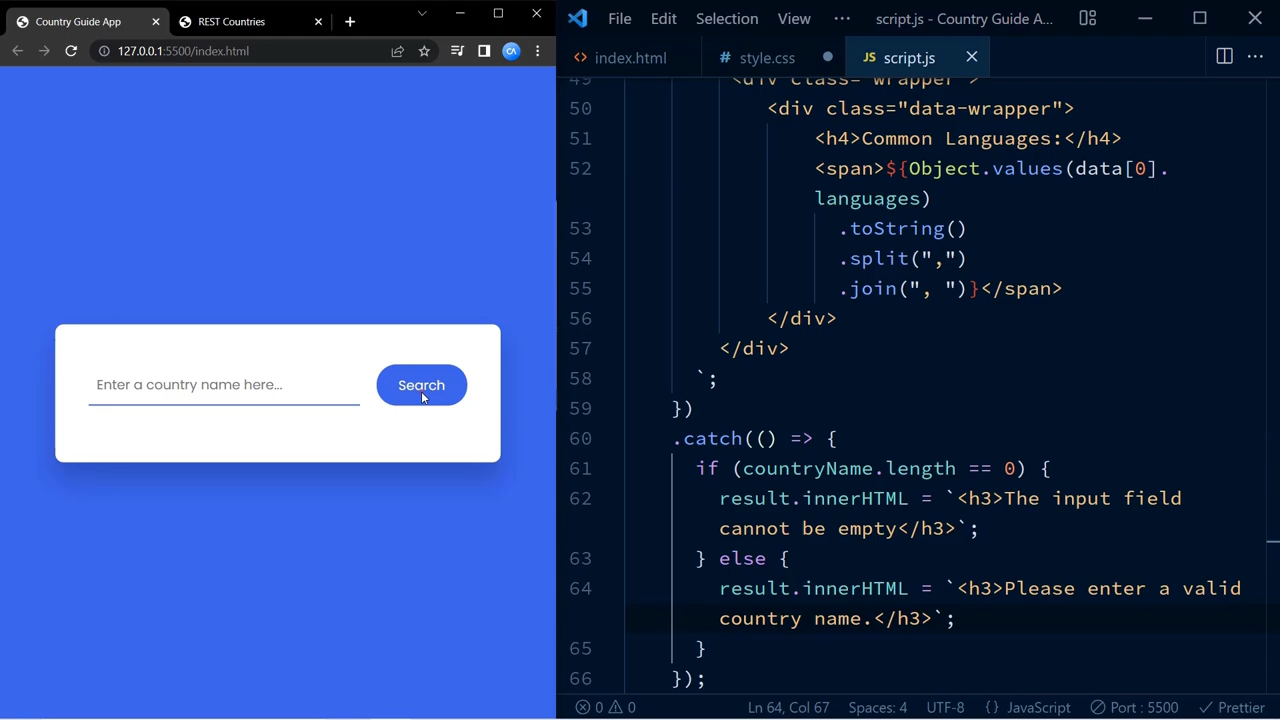 Country Guide App
REST Countries
127.0.0.1:5500/index.html
Enter a country name here...
Search
File Edit Selection View ··· script.js - Country Guide A...
index.html
# style.css
JS script.js
49 <div class="wrapper">
50 <div class="data-wrapper">
51 <h4>Common Languages:</h4>
52 <span>${Object.values(data[0].
languages)
53 .toString()
54 .split(",")
55 .join(", ")}</span>
56 </div>
57 </div>
58 `;
59 })
60 .catch(() => {
61 if (countryName.length == 0) {
62 result.innerHTML = `<h3>The input field
cannot be empty</h3>`;
63 } else {
64 result.innerHTML = `<h3>Please enter a valid
country name.</h3>`;
65 }
66 });
0 0 Ln 64, Col 67 Spaces: 4 UTF-8 {} JavaScript Port : 5500 Prettier